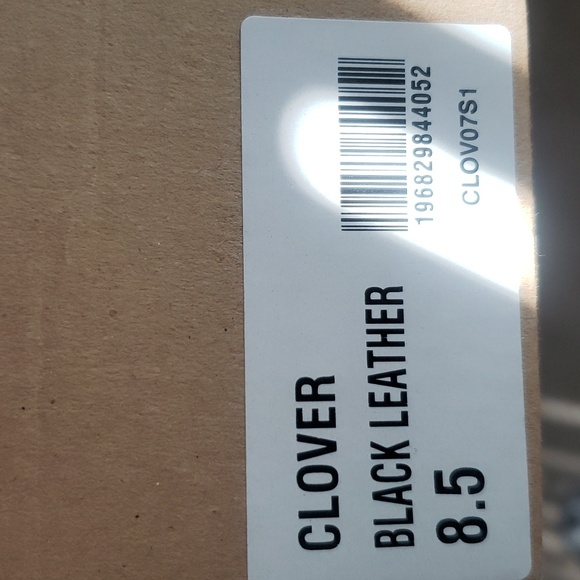 CLOVER
BLACK LEATHER
8.5
196829844052
CLOV07S1